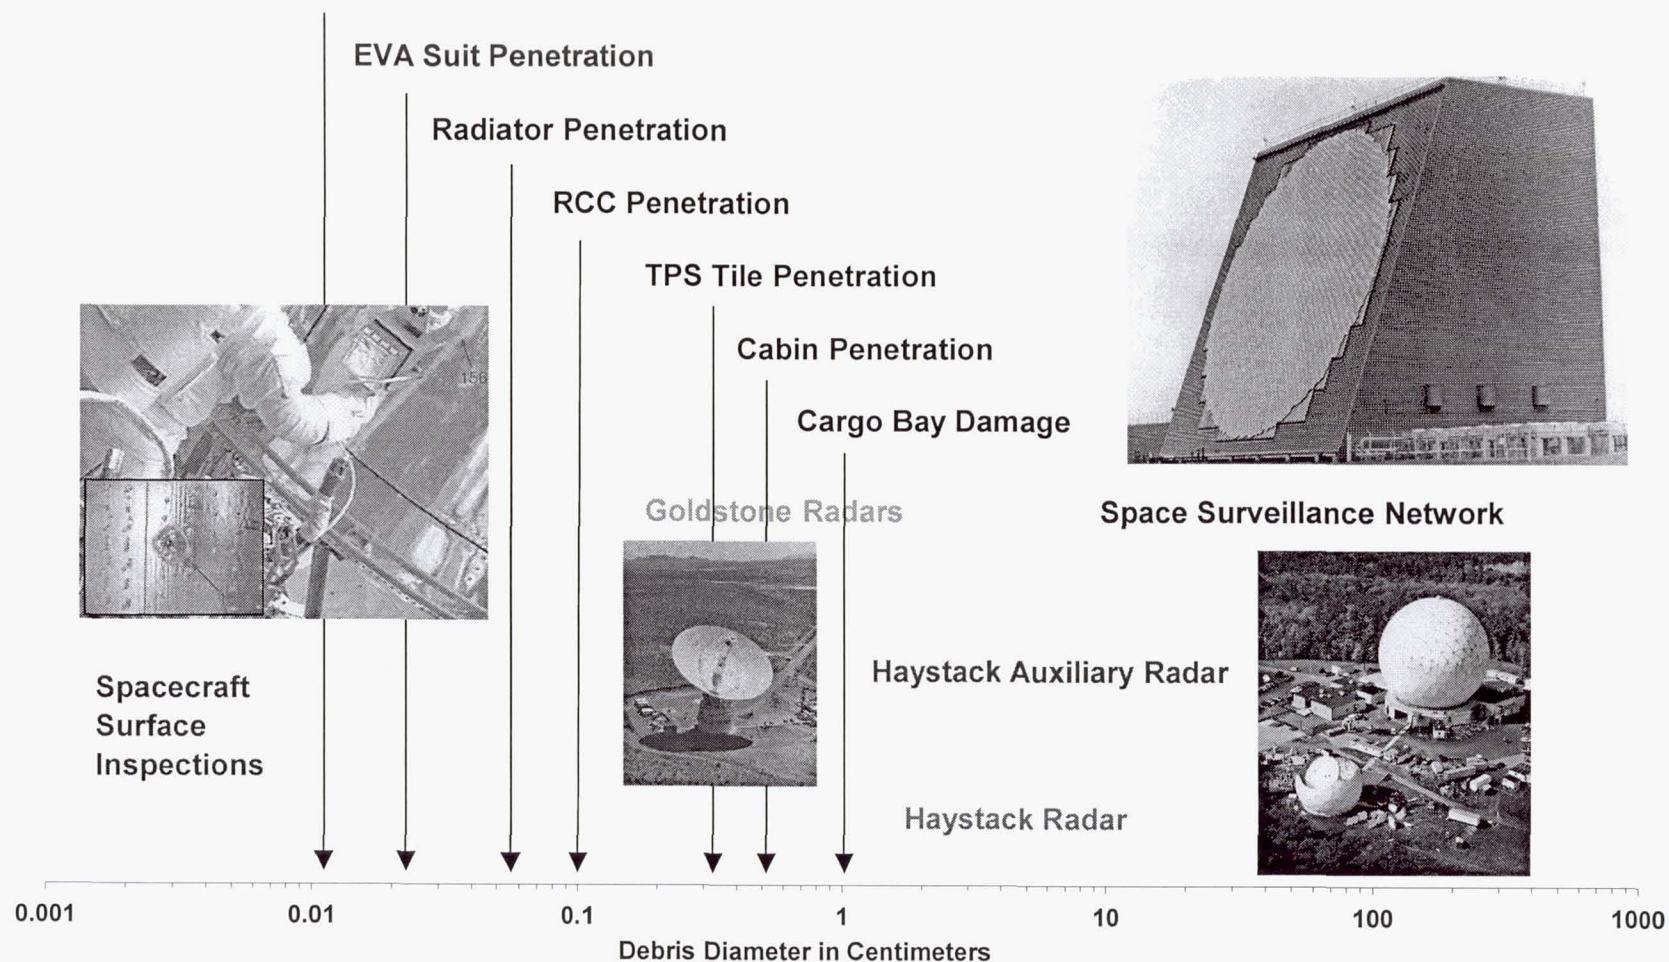 EVA Suit Penetration
Radiator Penetration
RCC Penetration
TPS Tile Penetration
Cabin Penetration
Cargo Bay Damage
156
Goldstone Radars
Space Surveillance Network
Haystack Auxiliary Radar
Spacecraft
Surface
Inspections
Haystack Radar
0.001 0.01 0.1 1 10 100 1000
Debris Diameter in Centimeters